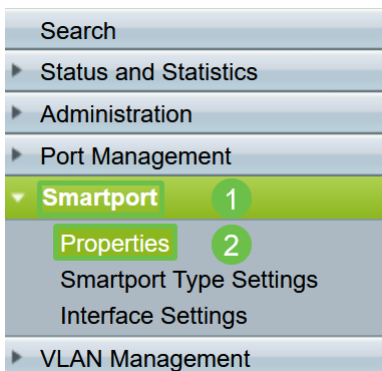 Search
Status and Statistics
Administration
Port Management
Smartport 1
Properties 2
Smartport Type Settings
Interface Settings
VLAN Management